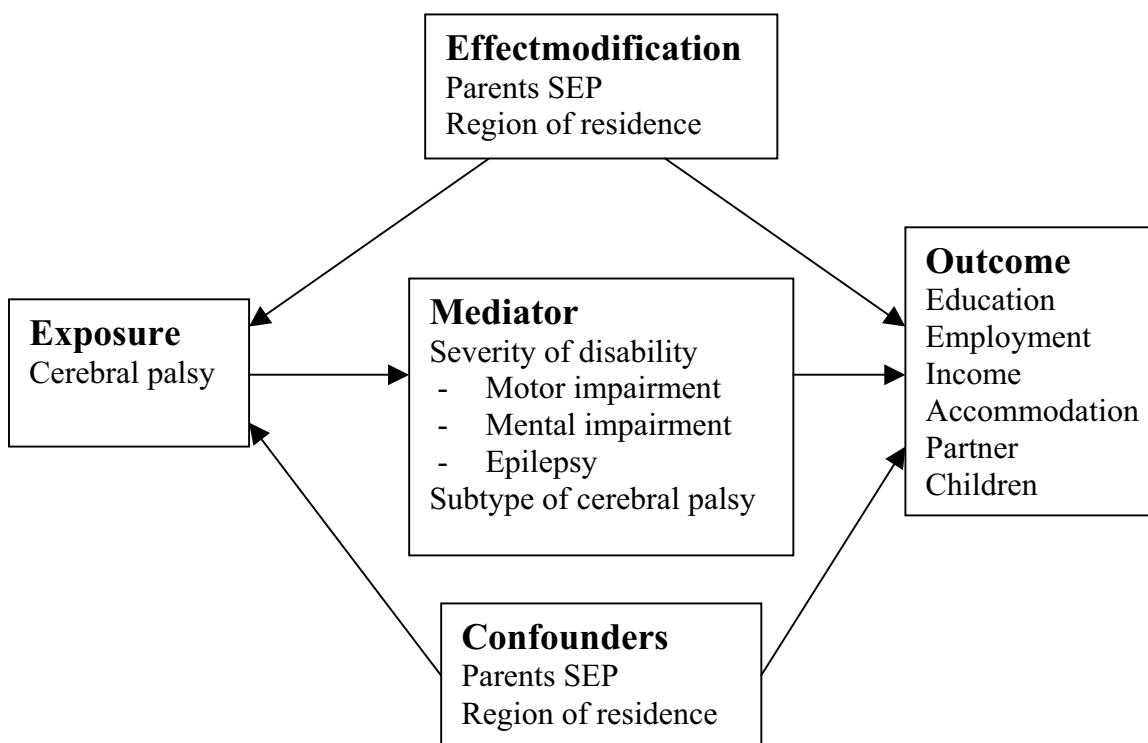 Effectmodification
Parents SEP
Region of residence
Exposure
Cerebral palsy
Mediator
Severity of disability
- Motor impairment
- Mental impairment
- Epilepsy
Subtype of cerebral palsy
Outcome
Education
Employment
Income
Accommodation
Partner
Children
Confounders
Parents SEP
Region of residence